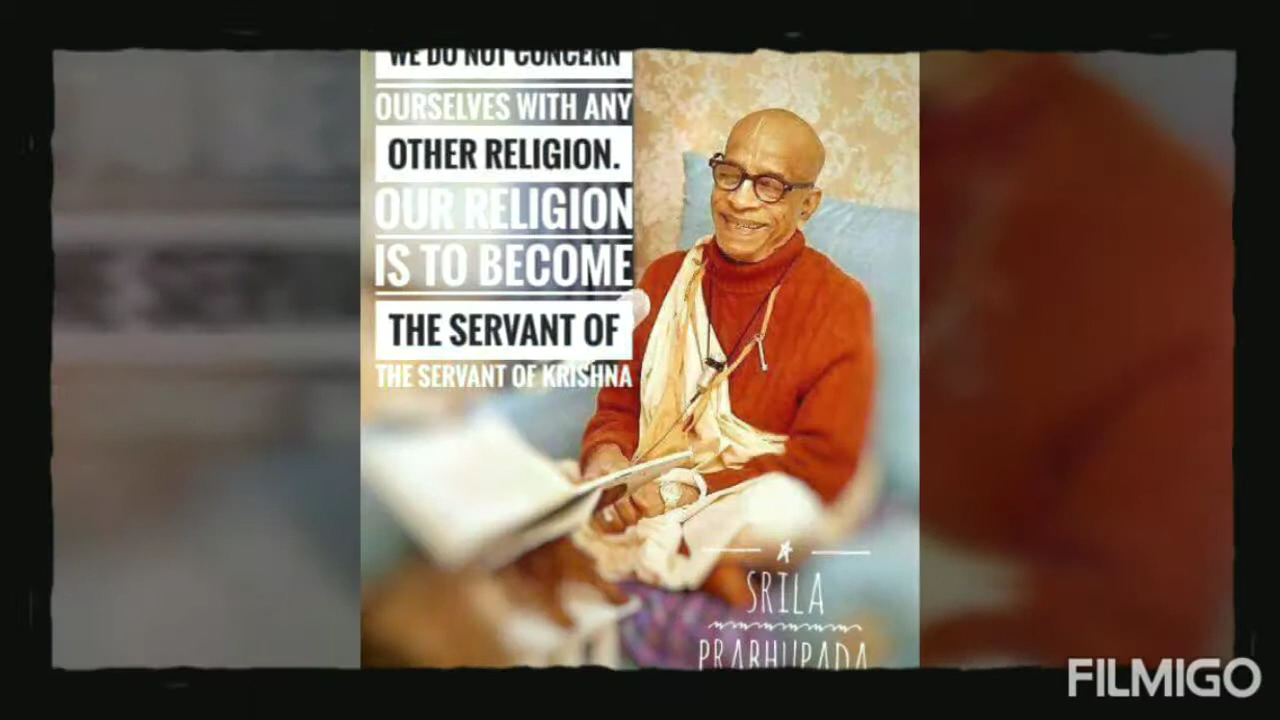 WE DO NOT CONCERN
OURSELVES WITH ANY
OTHER RELIGION.
OUR RELIGION
IS TO BECOME
THE SERVANT OF
THE SERVANT OF KRISHNA
SRILA
PRABHUPADA
FILMIGO